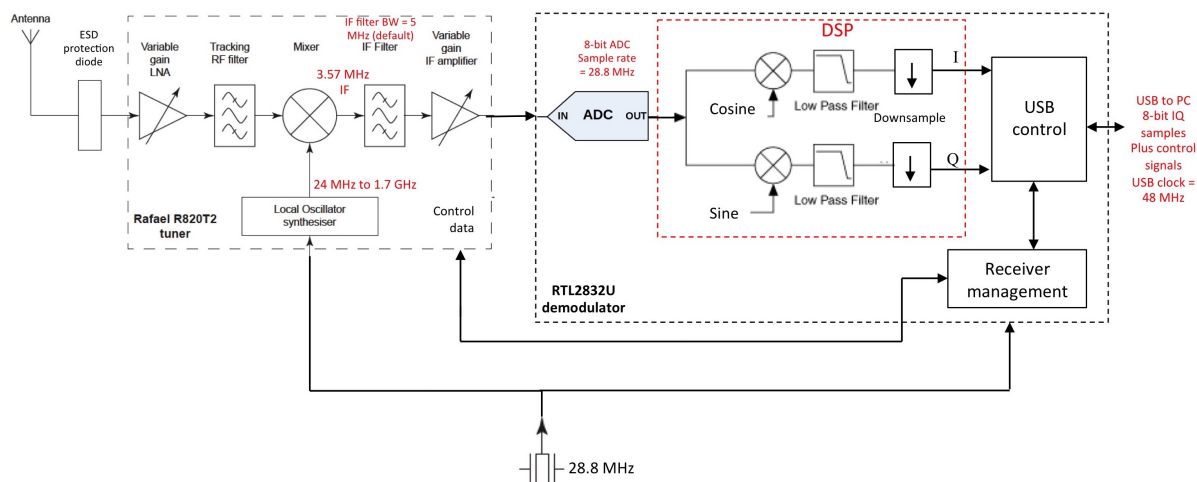 Antenna
ESD
protection
diode
Variable
gain
LNA
Tracking
RF filter
Mixer
IF filter BW = 5
MHz (default)
IF Filter
Variable
gain
IF amplifier
3.57 MHz
IF
24 MHz to 1.7 GHz
Local Oscillator
synthesiser
Rafael R820T2
tuner
Control
data
8-bit ADC
Sample rate
= 28.8 MHz
IN ADC OUT
DSP
Cosine
Low Pass Filter
Downsample
I
Sine
Low Pass Filter
Q
USB
control
USB to PC
8-bit IQ
samples
Plus control
signals
USB clock =
48 MHz
Receiver
management
RTL2832U
demodulator
28.8 MHz